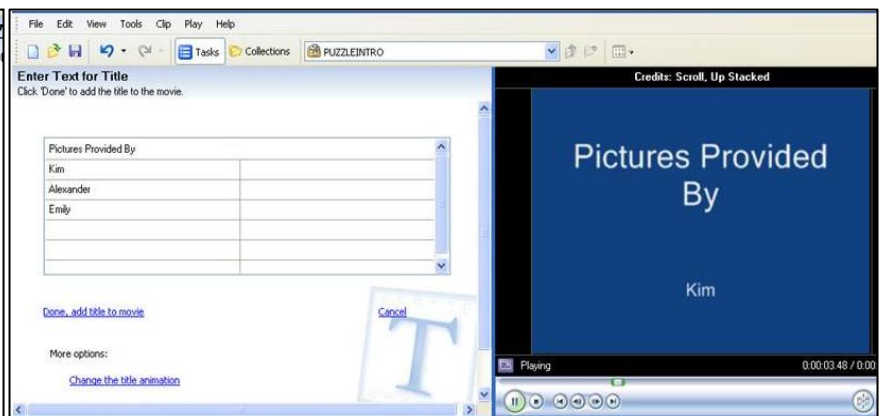 File Edit View Tools Clip Play Help
Tasks Collections PUZZLEINTRO
Enter Text for Title
Click 'Done' to add the title to the movie.
Pictures Provided By
Kim
Alexander
Emily
Done, add title to movie Cancel
More options:
Change the title animation
T
Credits: Scroll, Up Stacked
Pictures Provided
By
Kim
Playing 0:00:03.48 / 0:00